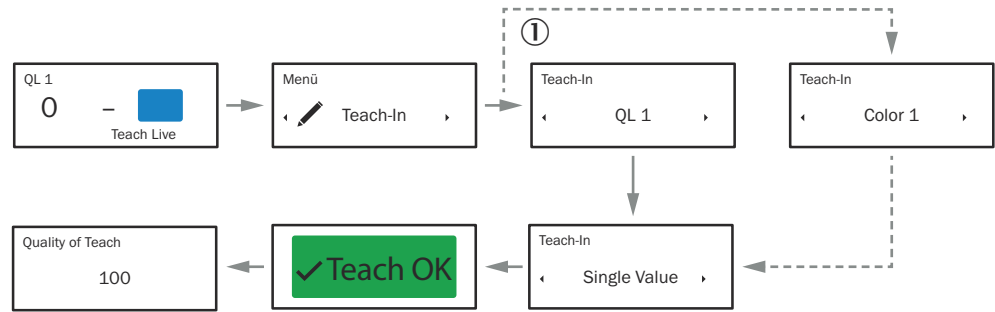 ①
QL 1
0 –
Teach Live
Menü
Teach-In
Teach-In
QL 1
Teach-In
Color 1
Quality of Teach
100
✓Teach OK
Teach-In
Single Value